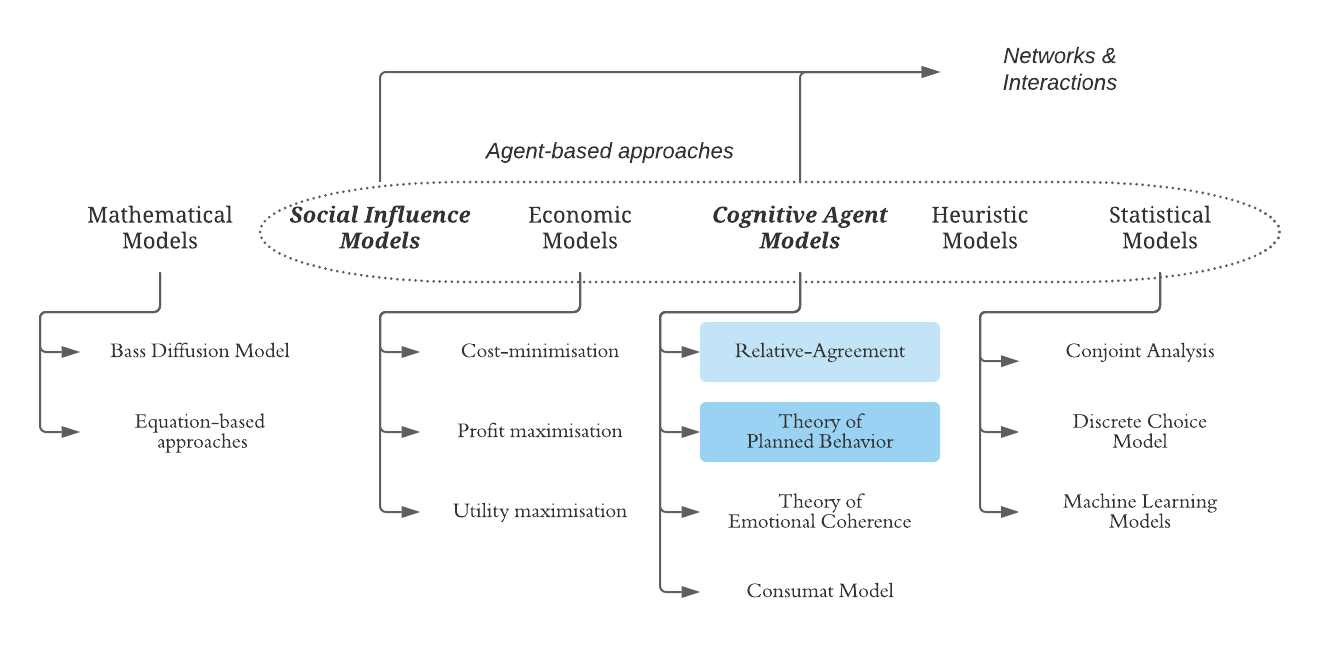 Networks &
Interactions
Agent-based approaches
Mathematical
Models
Social Influence
Models
Economic
Models
Cognitive Agent
Models
Heuristic
Models
Statistical
Models
Bass Diffusion Model
Equation-based
approaches
Cost-minimisation
Profit maximisation
Utility maximisation
Relative-Agreement
Theory of
Planned Behavior
Theory of
Emotional Coherence
Consumat Model
Conjoint Analysis
Discrete Choice
Model
Machine Learning
Models